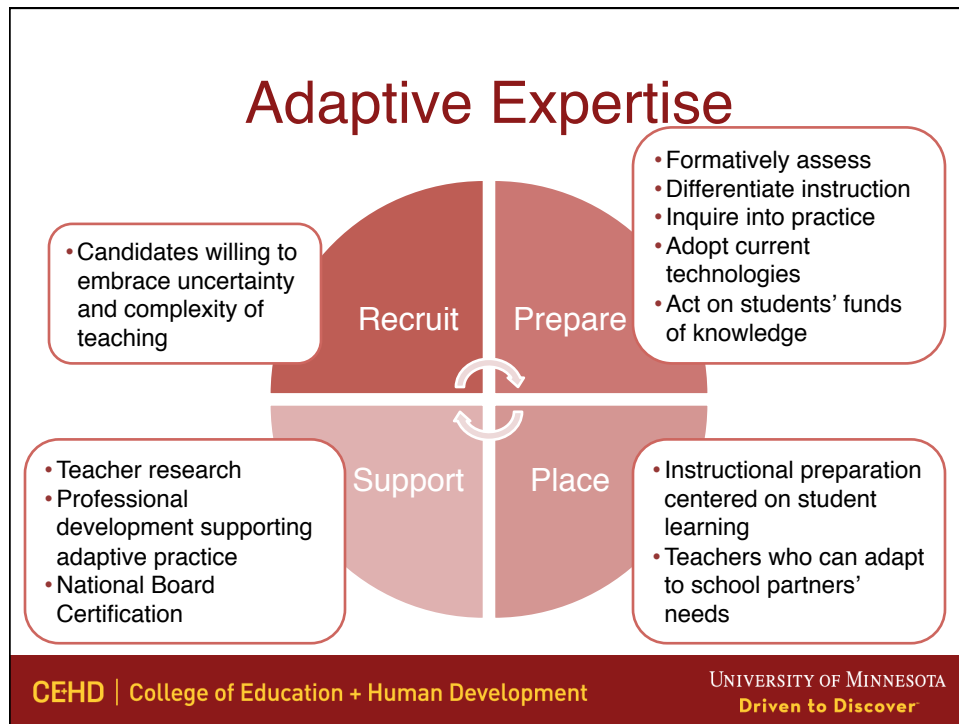 Adaptive Expertise
• Candidates willing to
embrace uncertainty
and complexity of
teaching
Recruit
Prepare
• Formatively assess
• Differentiate instruction
• Inquire into practice
• Adopt current
technologies
• Act on students’ funds
of knowledge
• Teacher research
• Professional
development supporting
adaptive practice
• National Board
Certification
Support
Place
• Instructional preparation
centered on student
learning
• Teachers who can adapt
to school partners’
needs
CEHD | College of Education + Human Development
UNIVERSITY OF MINNESOTA
Driven to Discover